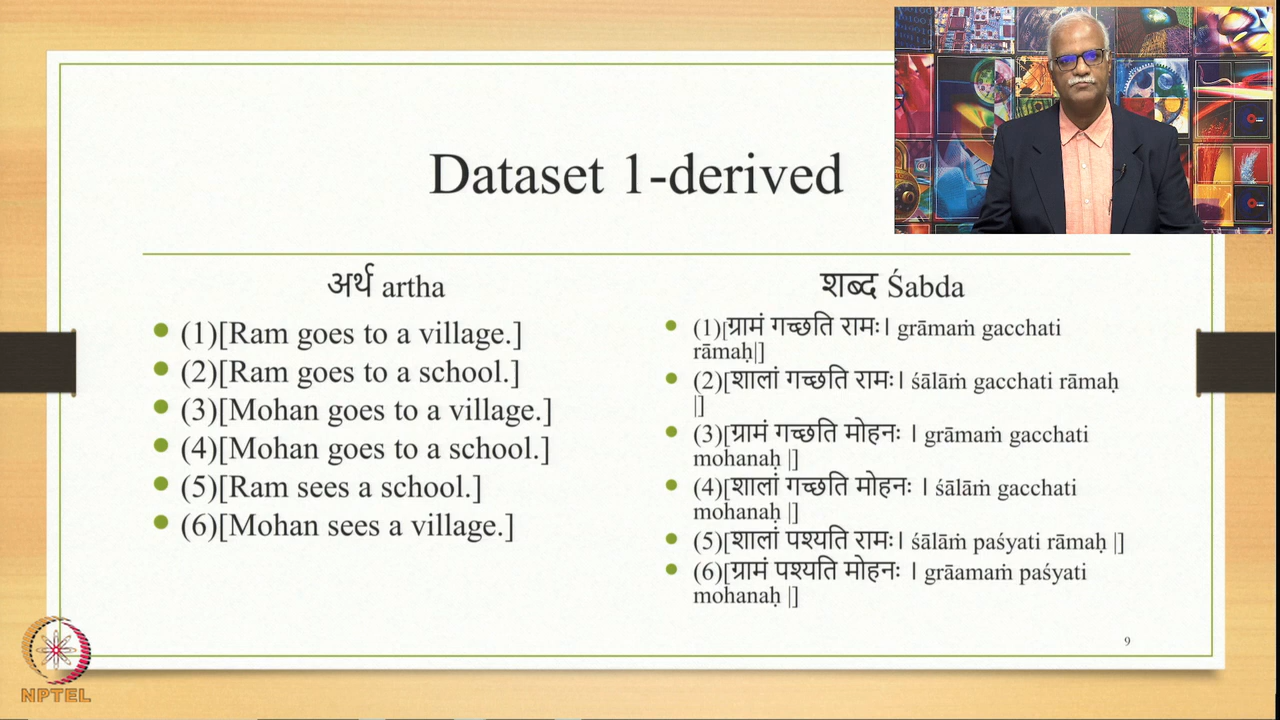 Dataset 1-derived
अर्थ artha
(1)[Ram goes to a village.]
(2)[Ram goes to a school.]
(3)[Mohan goes to a village.]
(4)[Mohan goes to a school.]
(5)[Ram sees a school.]
(6)[Mohan sees a village.]
शब्द Śabda
(1)[ग्रामं गच्छति रामः। grāmaṁ gacchati
rāmaḥ|]
(2)[शालां गच्छति रामः। śālāṁ gacchati rāmaḥ
|]
(3)[ग्रामं गच्छति मोहनः । grāmaṁ gacchati
mohanaḥ |]
(4)[शालां गच्छति मोहनः । śālāṁ gacchati
mohanaḥ |]
(5)[शालां पश्यति रामः। śālāṁ paśyati rāmaḥ |]
(6)[ग्रामं पश्यति मोहनः । grāamaṁ paśyati
mohanaḥ |]
9
NPTEL